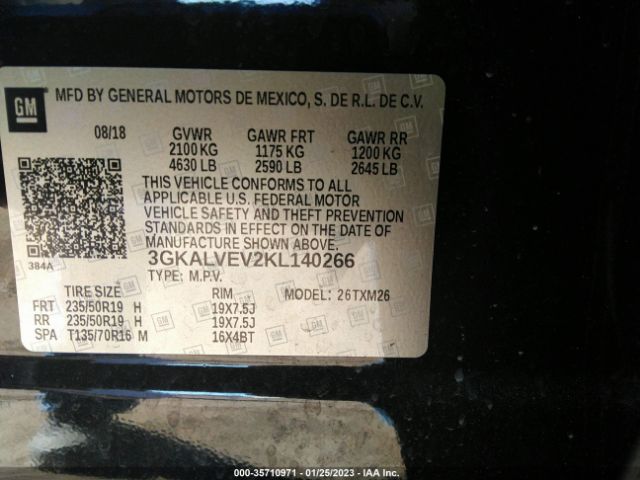 GM
MFD BY GENERAL MOTORS DE MEXICO, S. DE R.L. DE C.V.
08/18 GVWR GAWR FRT GAWR RR
2100 KG 1175 KG 1200 KG
4630 LB 2590 LB 2645 LB
THIS VEHICLE CONFORMS TO ALL
APPLICABLE U.S. FEDERAL MOTOR
VEHICLE SAFETY AND THEFT PREVENTION
STANDARDS IN EFFECT ON THE DATE OF
MANUFACTURE SHOWN ABOVE.
384A
3GKALVEV2KL140266
TYPE: M.P.V.
TIRE SIZE RIM MODEL: 26TXM26
FRT 235/50R19 H 19X7.5J
RR 235/50R19 H 19X7.5J
SPA T135/70R16 M 16X4BT
000-35710971 - 01/25/2023 - IAA Inc.